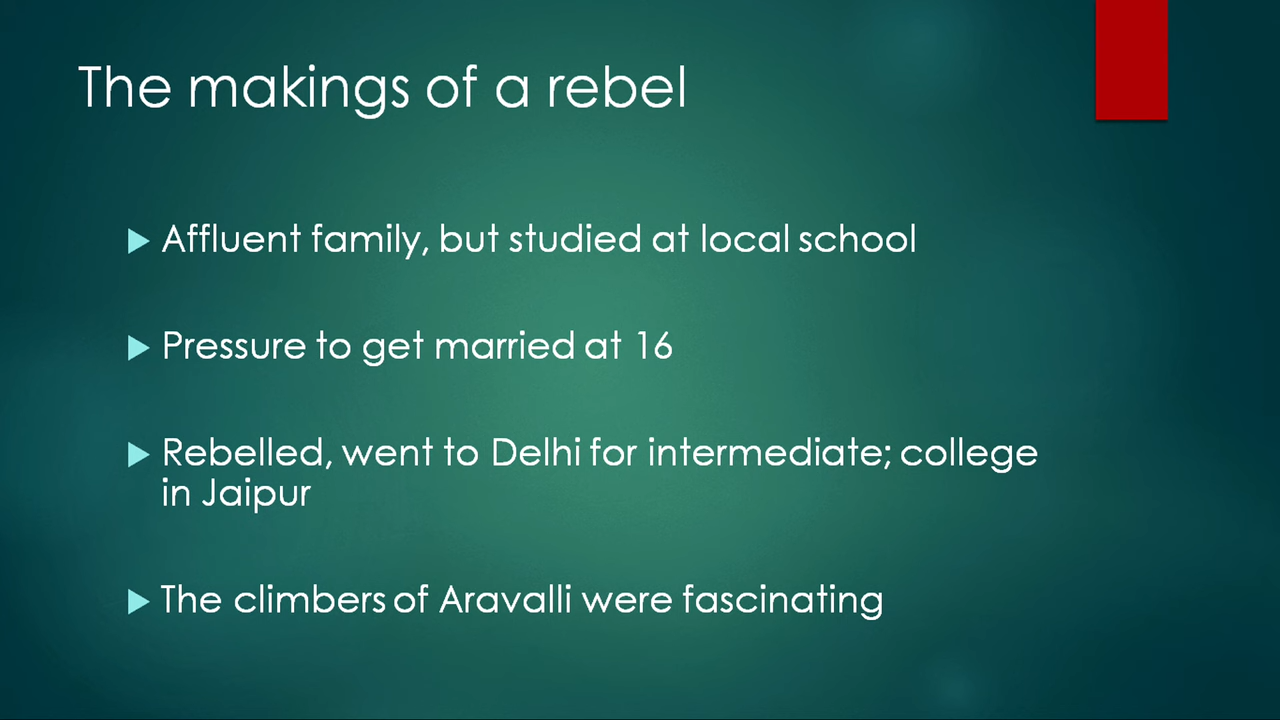 The makings of a rebel
Affluent family, but studied at local school
Pressure to get married at 16
Rebelled, went to Delhi for intermediate; college
in Jaipur
The climbers of Aravalli were fascinating